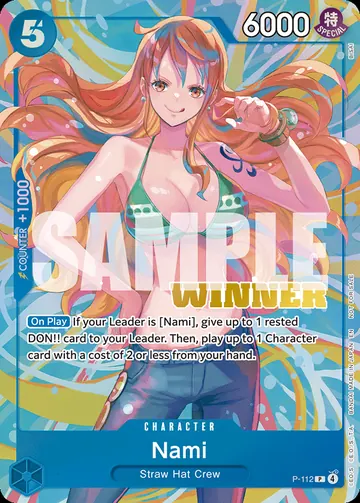 5
6000
特
SPECIAL
COUNTER +1000
SAMPLE
WINNER
On Play If your Leader is [Nami], give up to 1 rested
DON!! card to your Leader. Then, play up to 1 Character
card with a cost of 2 or less from your hand.
CHARACTER
Nami
Straw Hat Crew
P-112 P 4